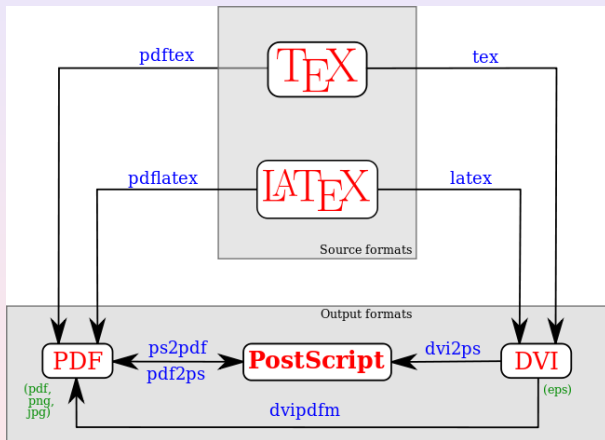 pdftex
TEX
tex
pdflatex
LATEX
latex
Source formats
Output formats
PDF
ps2pdf
pdf2ps
PostScript
dvi2ps
DVI
(pdf,
png,
jpg)
(eps)
dvipdfm